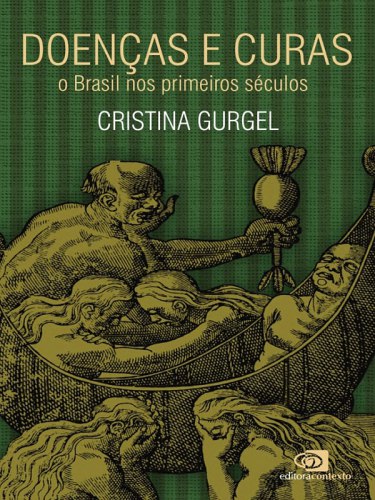 DOENÇAS E CURAS
o Brasil nos primeiros séculos
CRISTINA GURGEL
editoracontexto